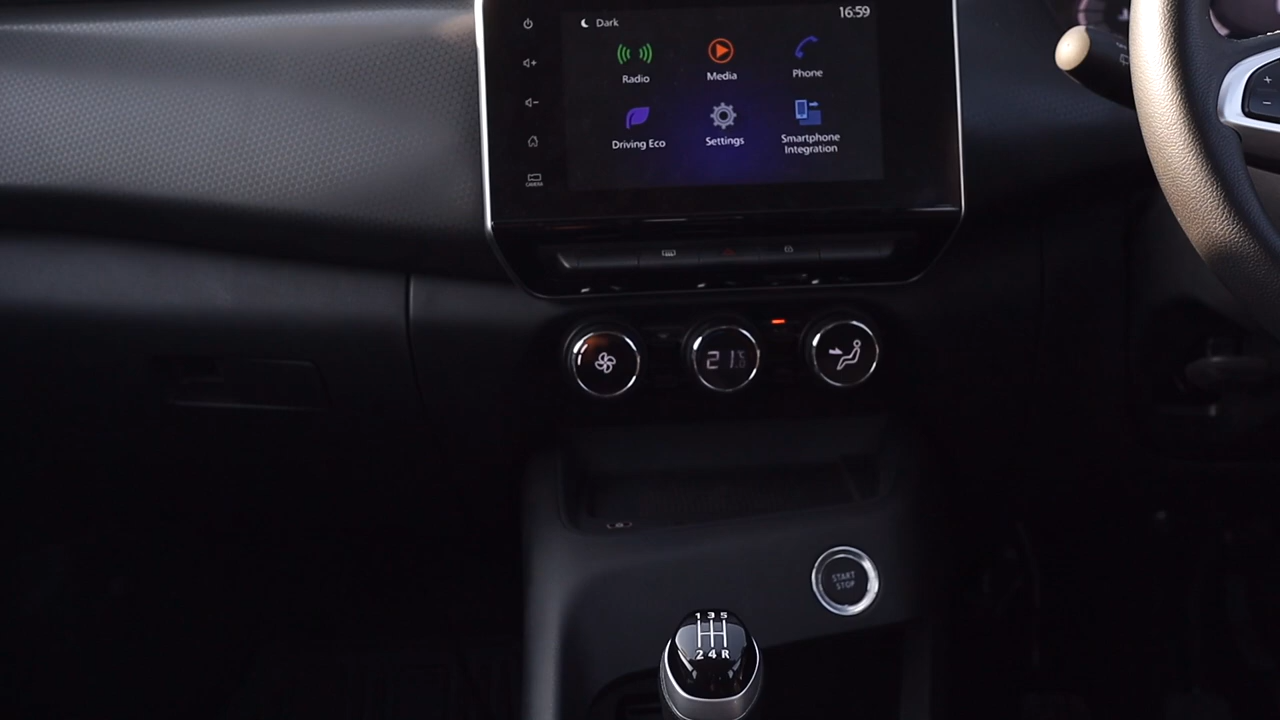 16:59
Dark
Radio
Media
Phone
Driving Eco
Settings
Smartphone
Integration
CAMERA
21
START
STOP
1 3 5
2 4 R